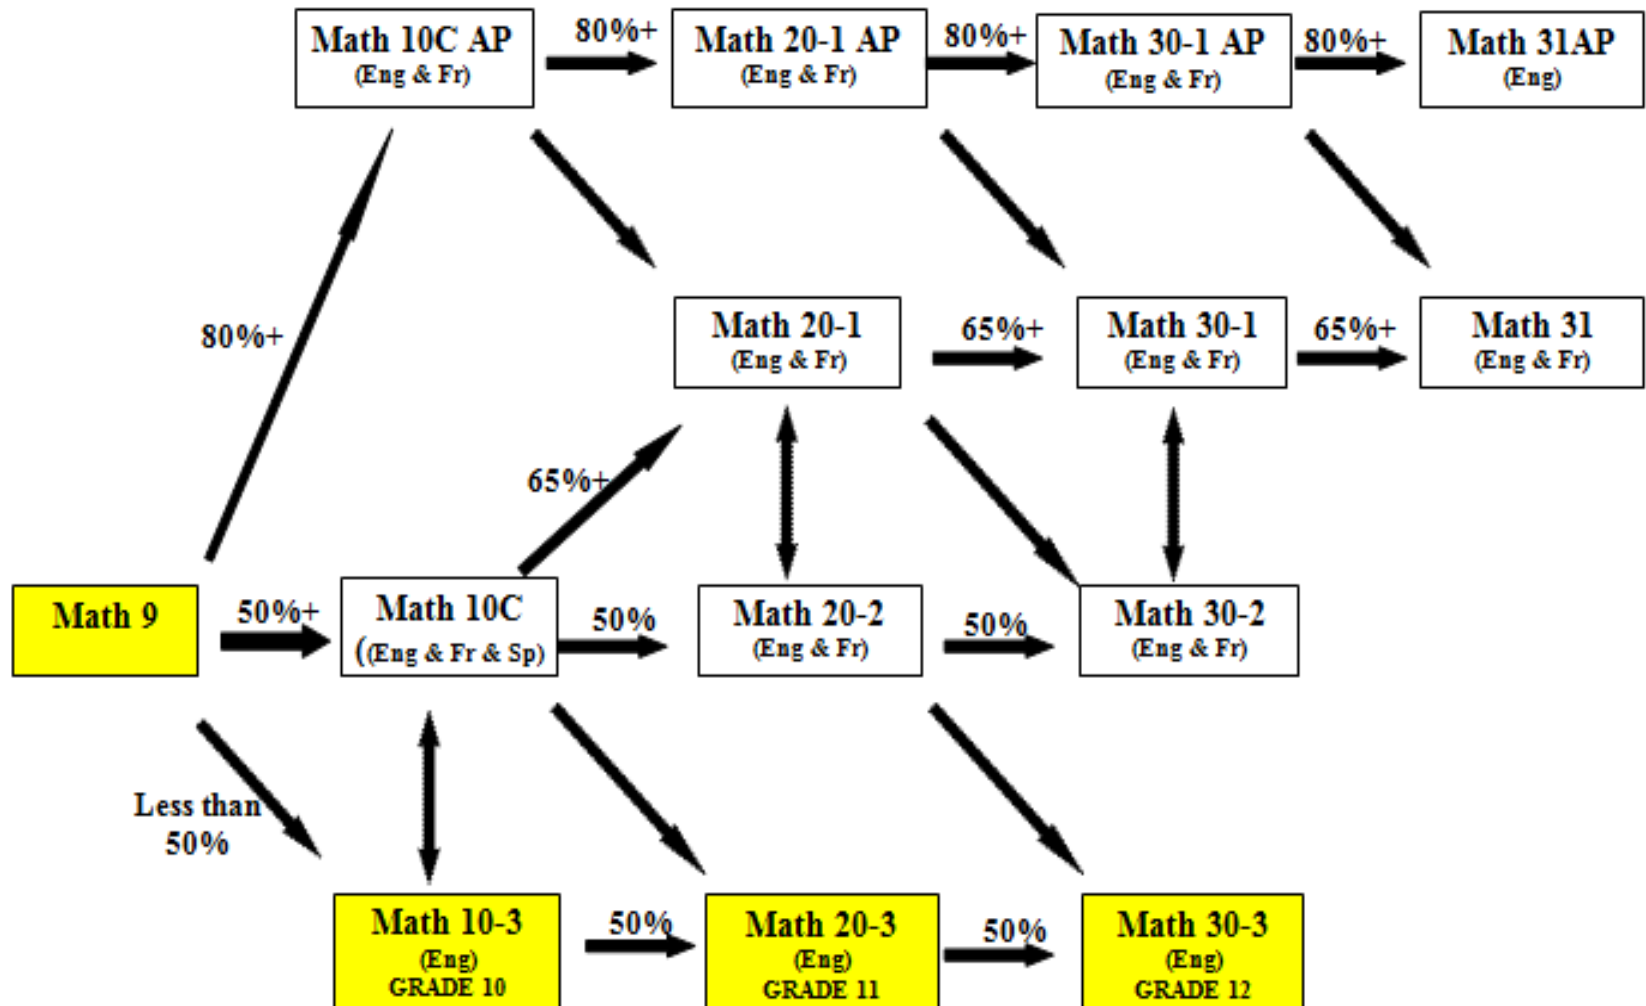 Math 10C AP
(Eng & Fr)
80%+
Math 20-1 AP
(Eng & Fr)
80%+
Math 30-1 AP
(Eng & Fr)
80%+
Math 31AP
(Eng)
80%+
Math 20-1
(Eng & Fr)
65%+
Math 30-1
(Eng & Fr)
65%+
Math 31
(Eng & Fr)
65%+
Math 9
50%+
Math 10C
((Eng & Fr & Sp)
50%
Math 20-2
(Eng & Fr)
50%
Math 30-2
(Eng & Fr)
Less than
50%
Math 10-3
(Eng)
GRADE 10
50%
Math 20-3
(Eng)
GRADE 11
50%
Math 30-3
(Eng)
GRADE 12